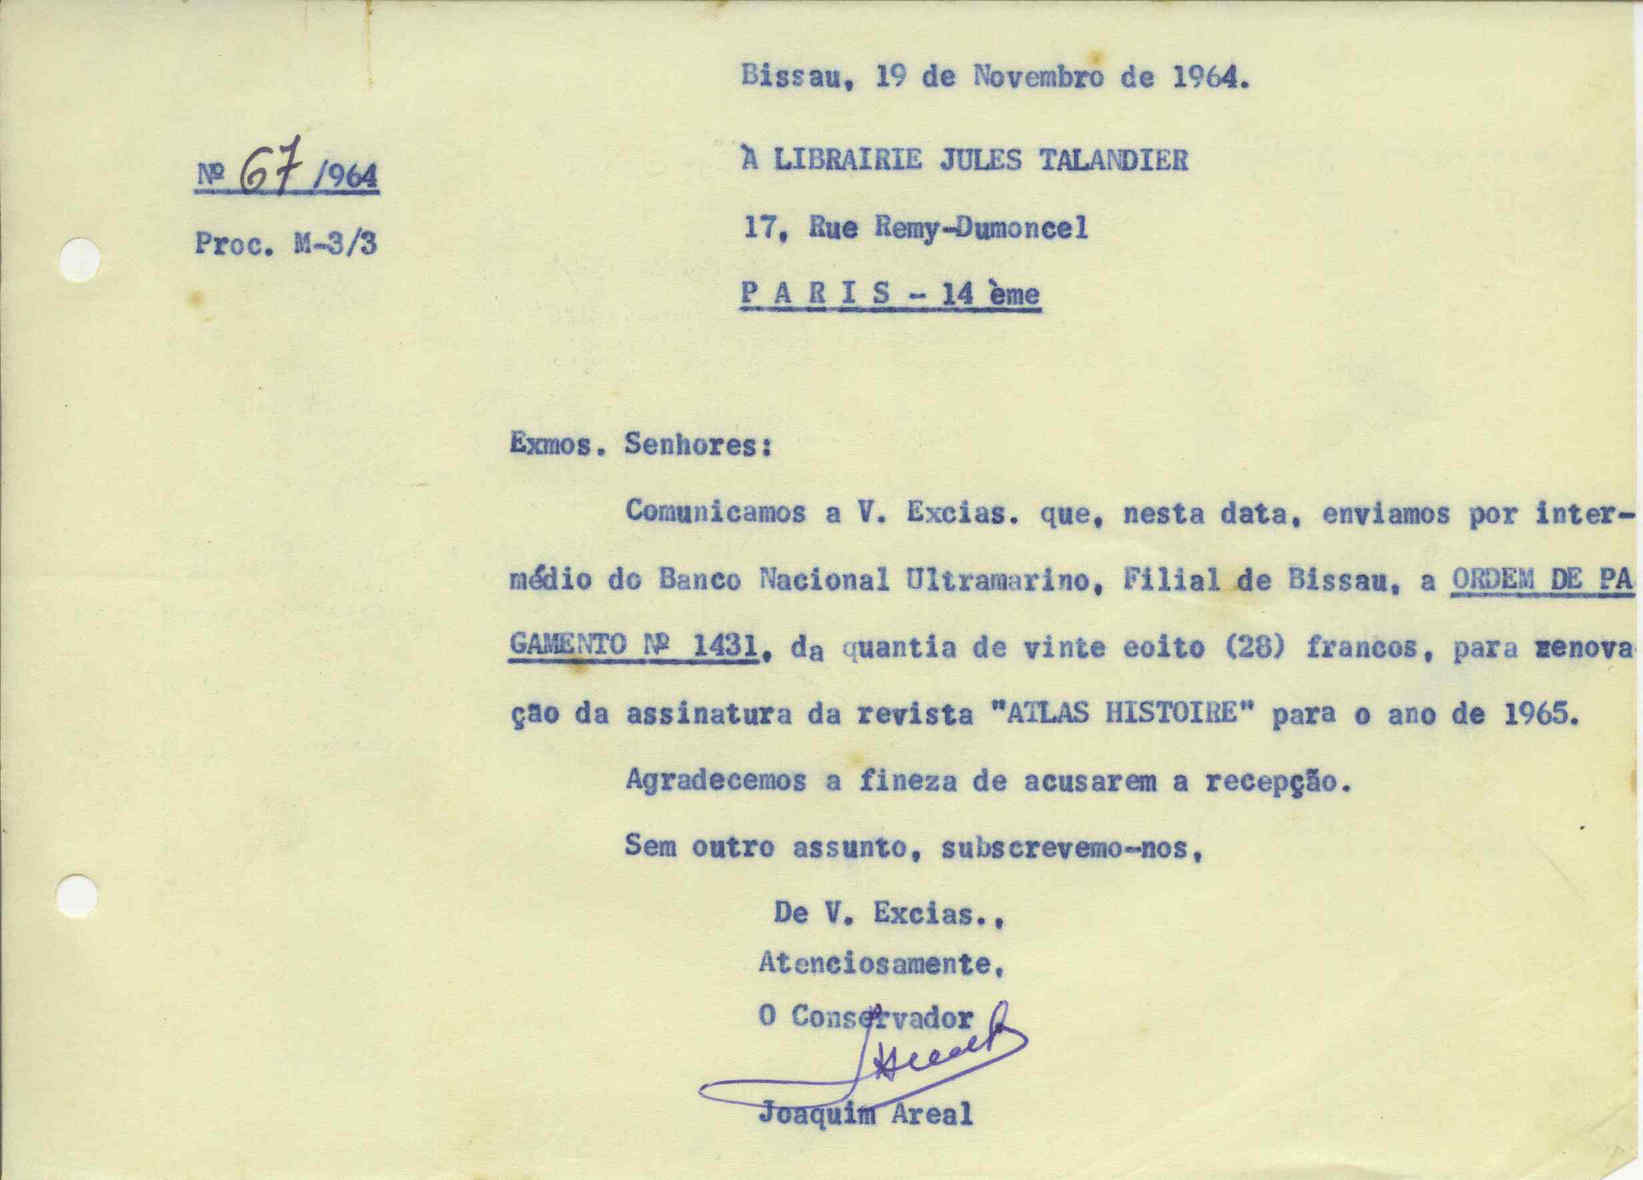 Bissau, 19 de Novembro de 1964.
À LIBRAIRIE JULES TALANDIER
Nº 67 /964
17, Rue Remy-Dumoncel
Proc. M-3/3
P A R I S - 14 ème
Exmos. Senhores:
Comunicamos a V. Excias. que, nesta data, enviamos por inter-
médio do Banco Nacional Ultramarino, Filial de Bissau, a ORDEM DE PA
GAMENTO Nº 1431, da quantia de vinte eoito (28) francos, para renova
ção da assinatura da revista "ATLAS HISTOIRE" para o ano de 1965.
Agradecemos a fineza de acusarem a recepção.
Sem outro assunto, subscrevemo-nos,
De V. Excias.,
Atenciosamente,
O Conservador
Joaquim Areal